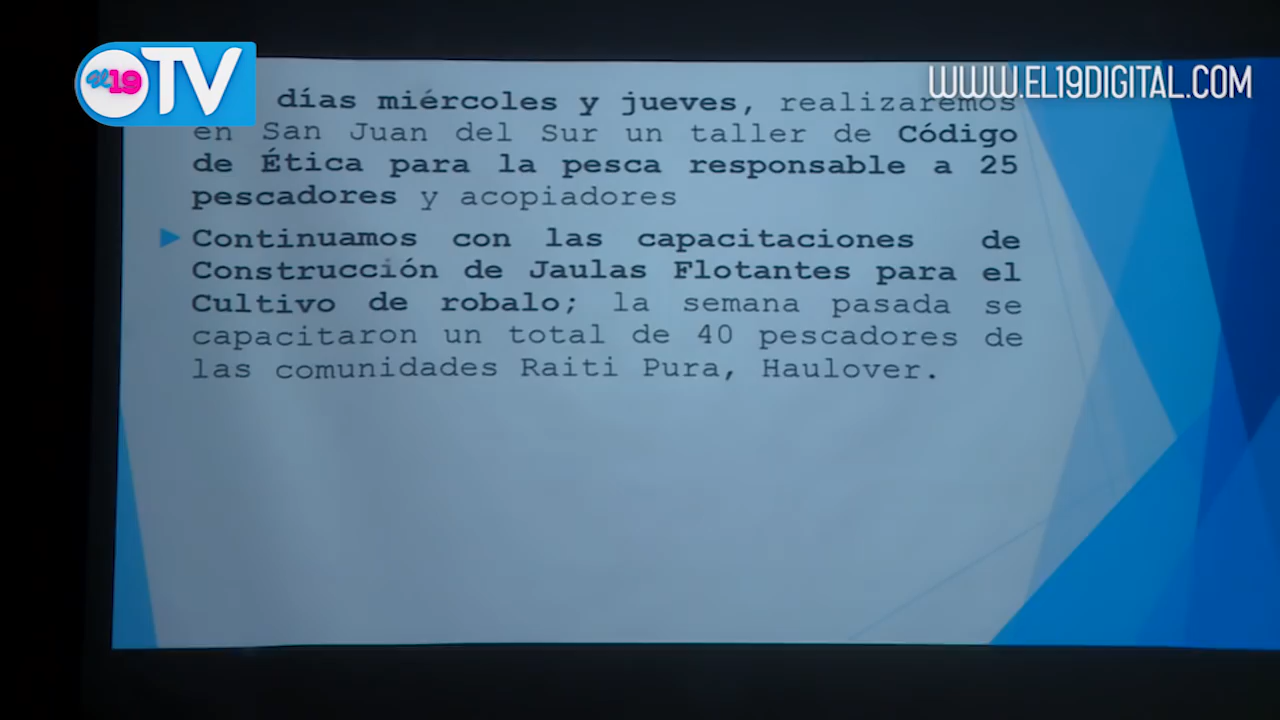 El 19 TV
WWW.EL19DIGITAL.COM
días miércoles y jueves, realizaremos
en San Juan del Sur un taller de Código
de Ética para la pesca responsable a 25
pescadores y acopiadores
Continuamos con las capacitaciones de
Construcción de Jaulas Flotantes para el
Cultivo de robalo; la semana pasada se
capacitaron un total de 40 pescadores de
las comunidades Raiti Pura, Haulover.